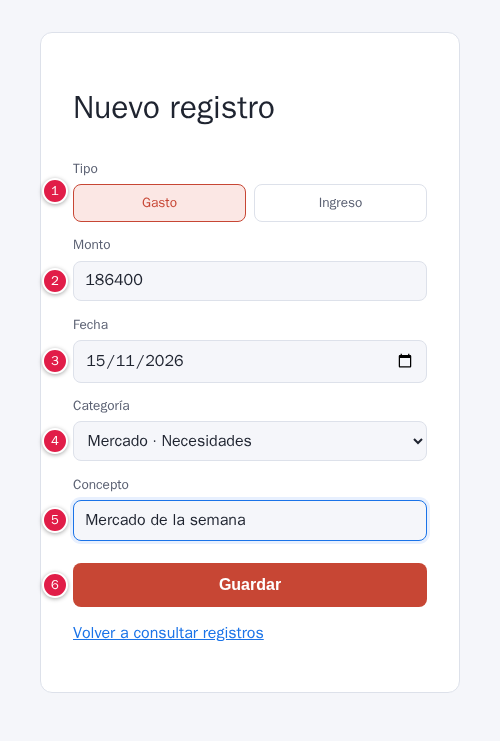 Nuevo registro
Tipo
1
Gasto
Ingreso
Monto
2
186400
Fecha
3
15/11/2026
Categoría
4
Mercado · Necesidades
Concepto
5
Mercado de la semana
6
Guardar
Volver a consultar registros